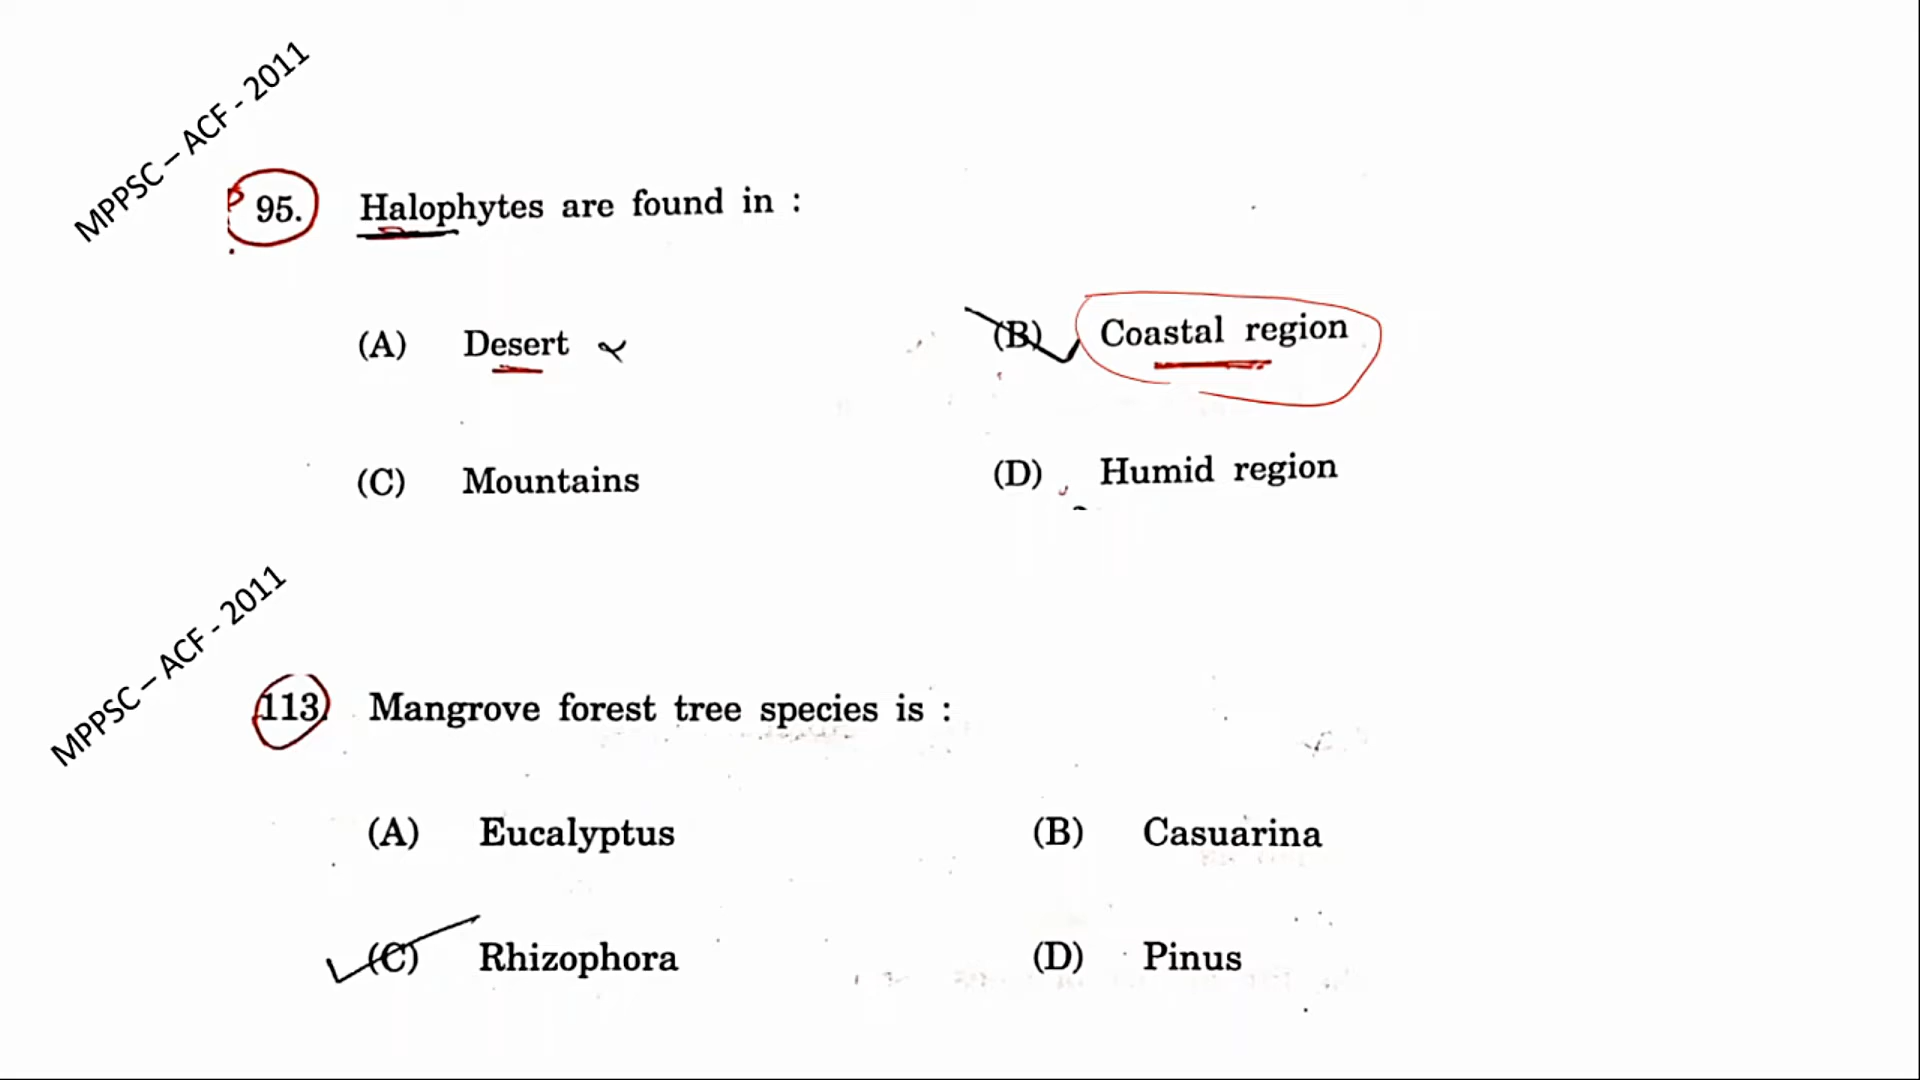 MPPSC – ACF - 2011
95. Halophytes are found in :
(A) Desert (B) Coastal region
(C) Mountains (D) Humid region
MPPSC – ACF - 2011
113. Mangrove forest tree species is :
(A) Eucalyptus (B) Casuarina
(C) Rhizophora (D) Pinus